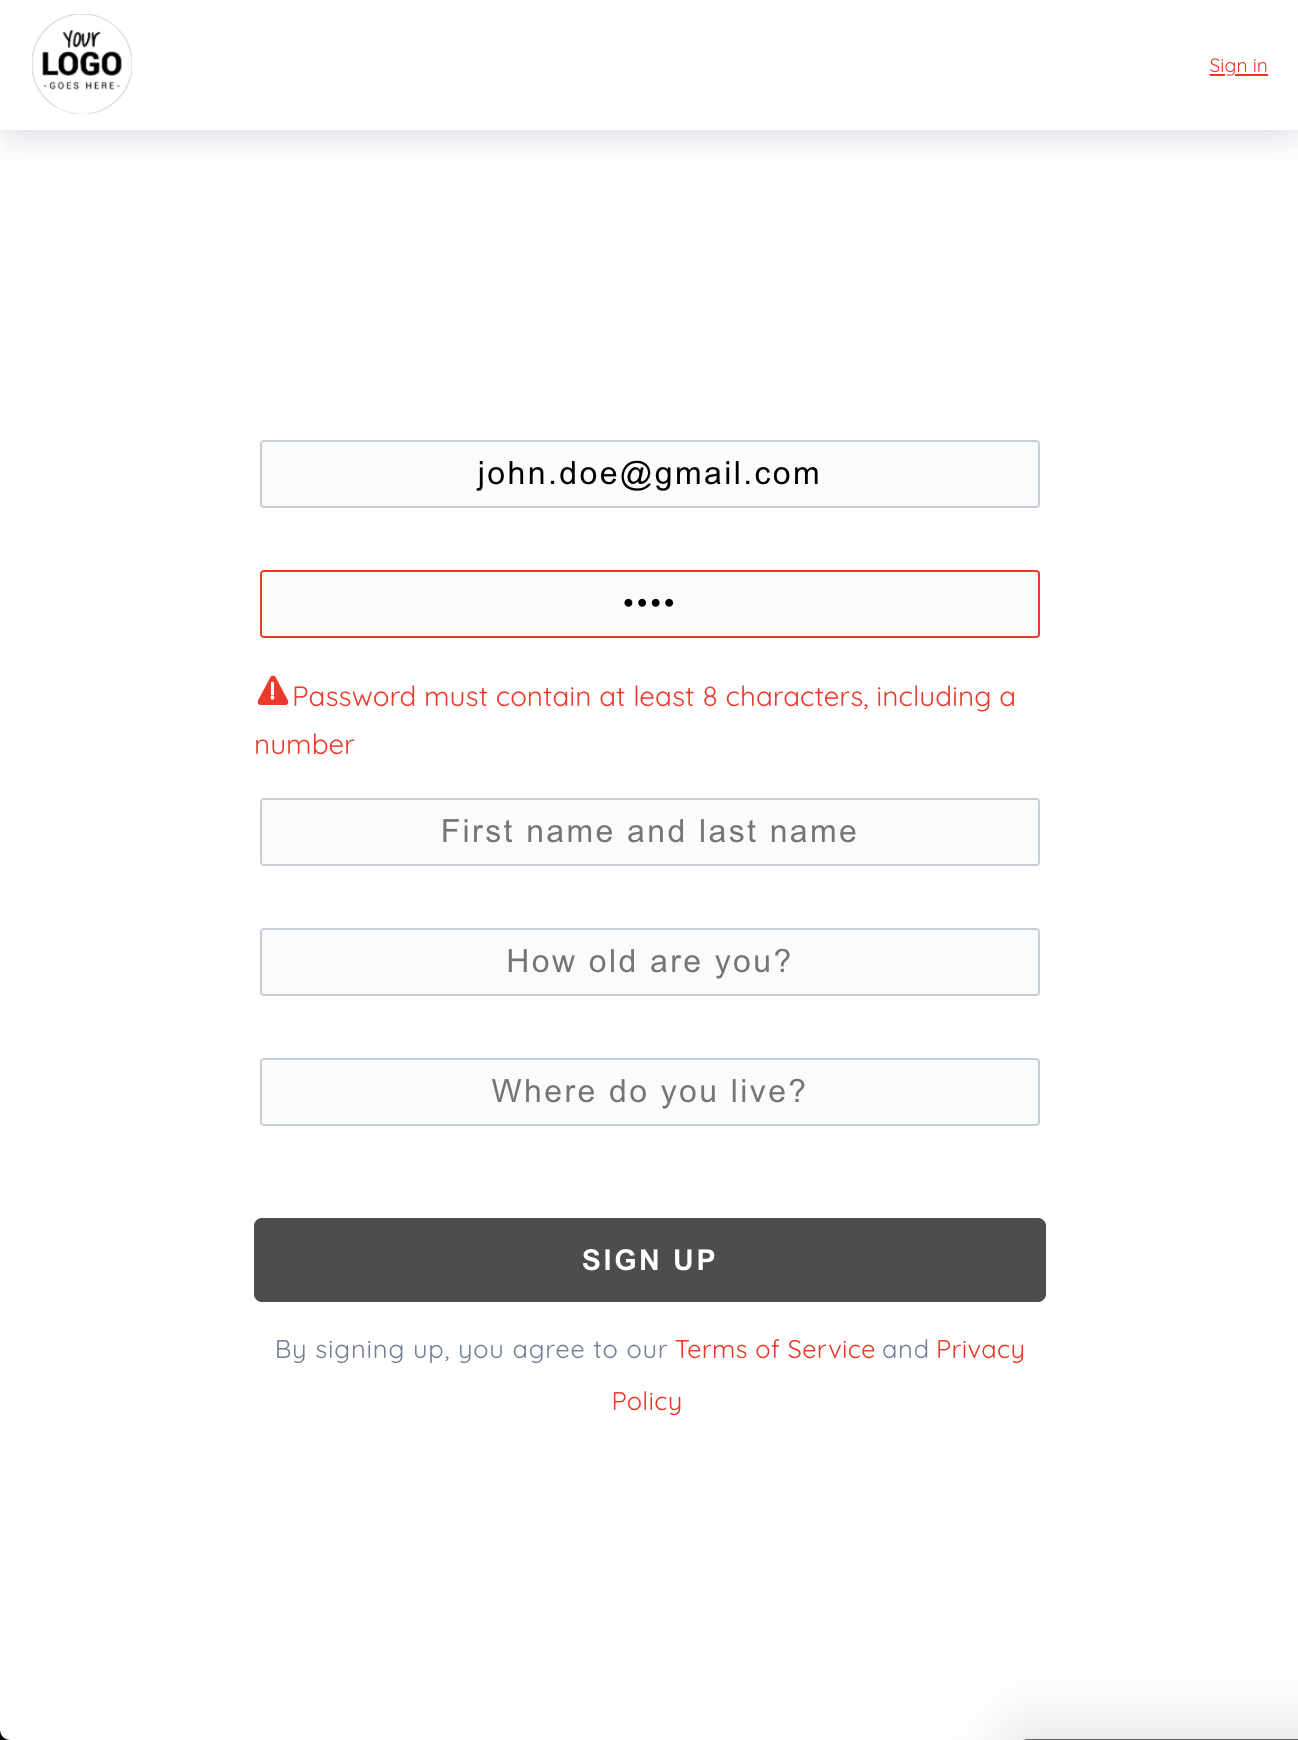 YOUR
LOGO
-GOES HERE-
Sign in
john.doe@gmail.com
••••
Password must contain at least 8 characters, including a
number
First name and last name
How old are you?
Where do you live?
SIGN UP
By signing up, you agree to our Terms of Service and Privacy
Policy